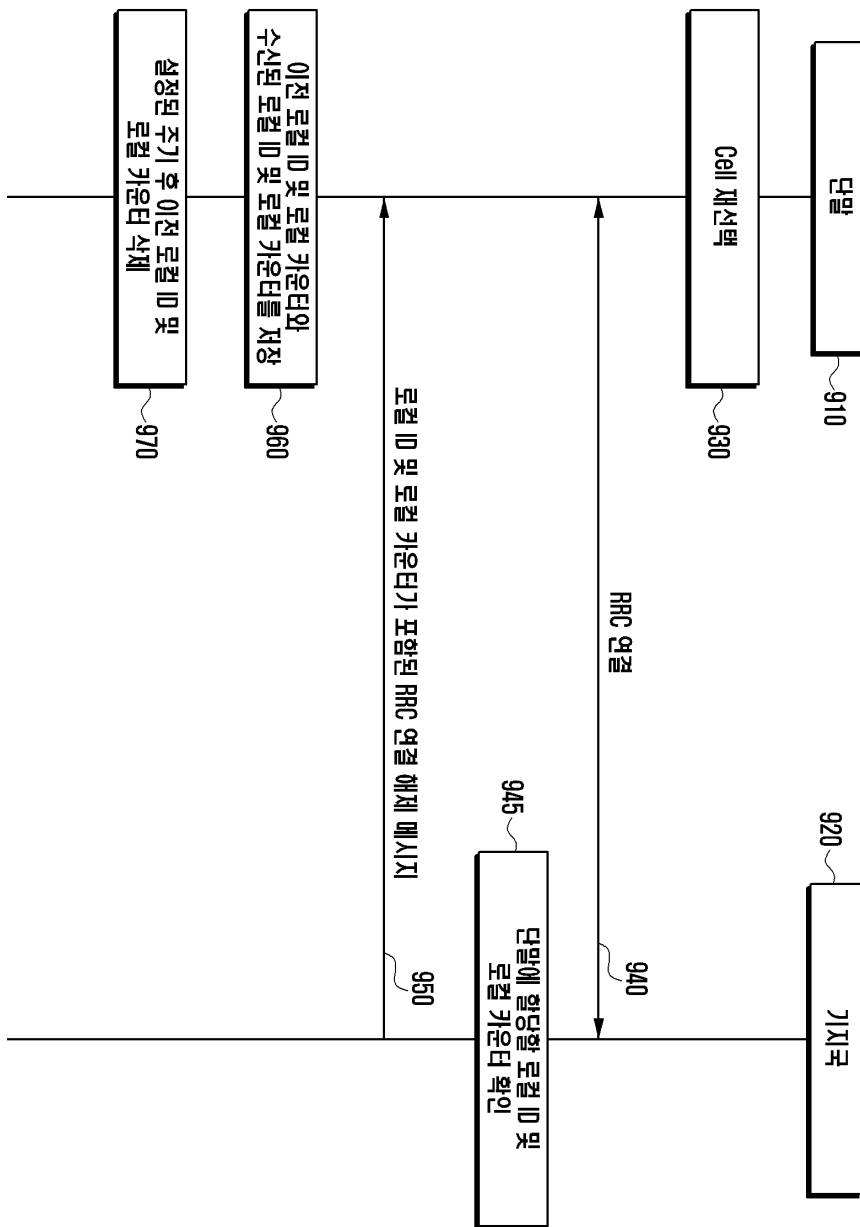 단말
910
기지국
920
Cell 재선택
930
RRC 연결
940
단말에 할당할 로컬 ID 및
로컬 카운터 확인
945
로컬 ID 및 로컬 카운터가 포함된 RRC 연결 해제 메시지
950
이전 로컬 ID 및 로컬 카운터와
수신된 로컬 ID 및 로컬 카운터를 저장
960
설정된 주기 후 이전 로컬 ID 및
로컬 카운터 삭제
970